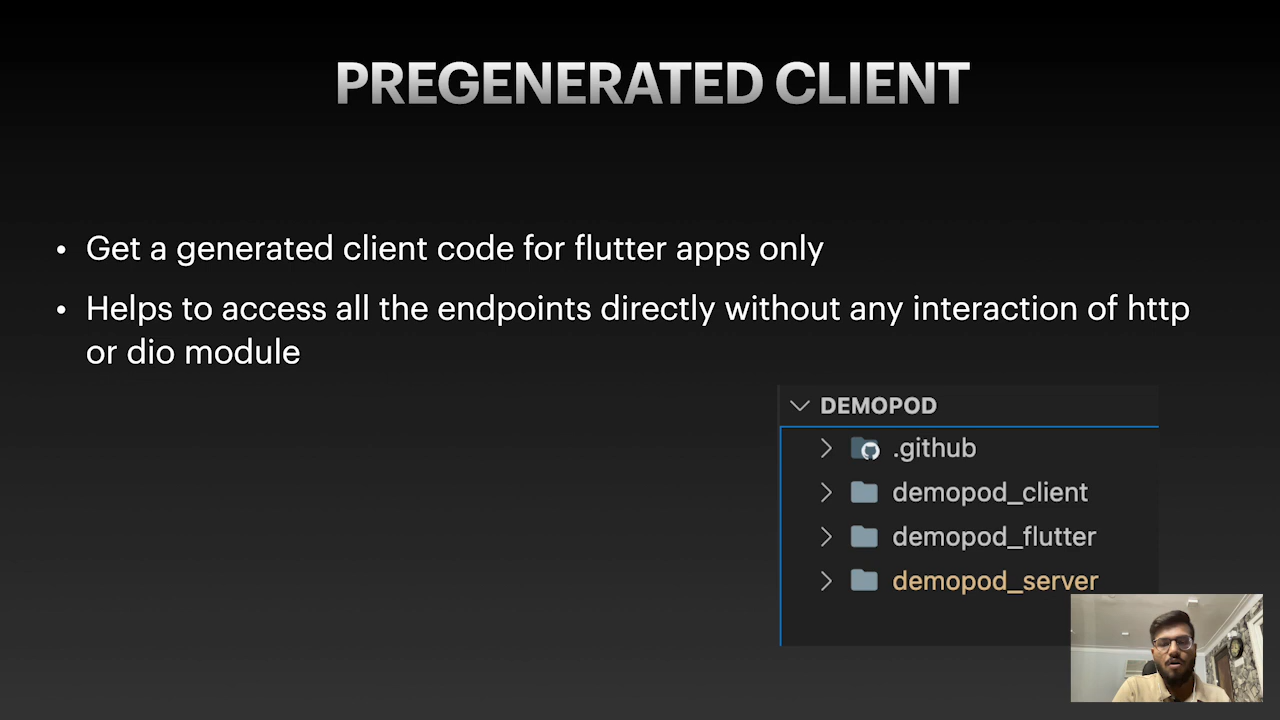 PREGENERATED CLIENT
• Get a generated client code for flutter apps only
• Helps to access all the endpoints directly without any interaction of http
or dio module
DEMOPOD
.github
demopod_client
demopod_flutter
demopod_server